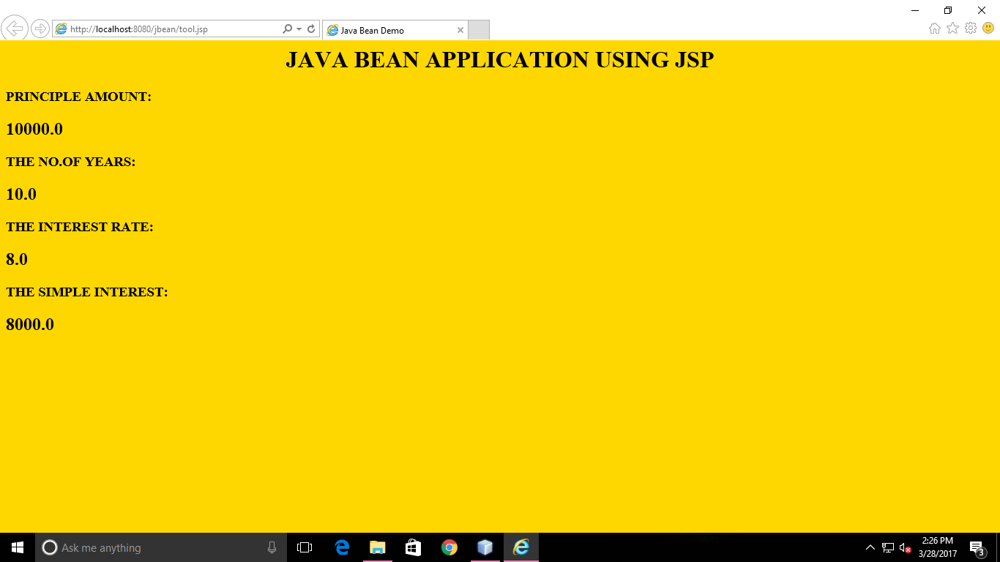 http://localhost:8080/jbean/tool.jsp
Java Bean Demo
JAVA BEAN APPLICATION USING JSP
PRINCIPLE AMOUNT:
10000.0
THE NO.OF YEARS:
10.0
THE INTEREST RATE:
8.0
THE SIMPLE INTEREST:
8000.0
Ask me anything
2:26 PM
3/28/2017
3